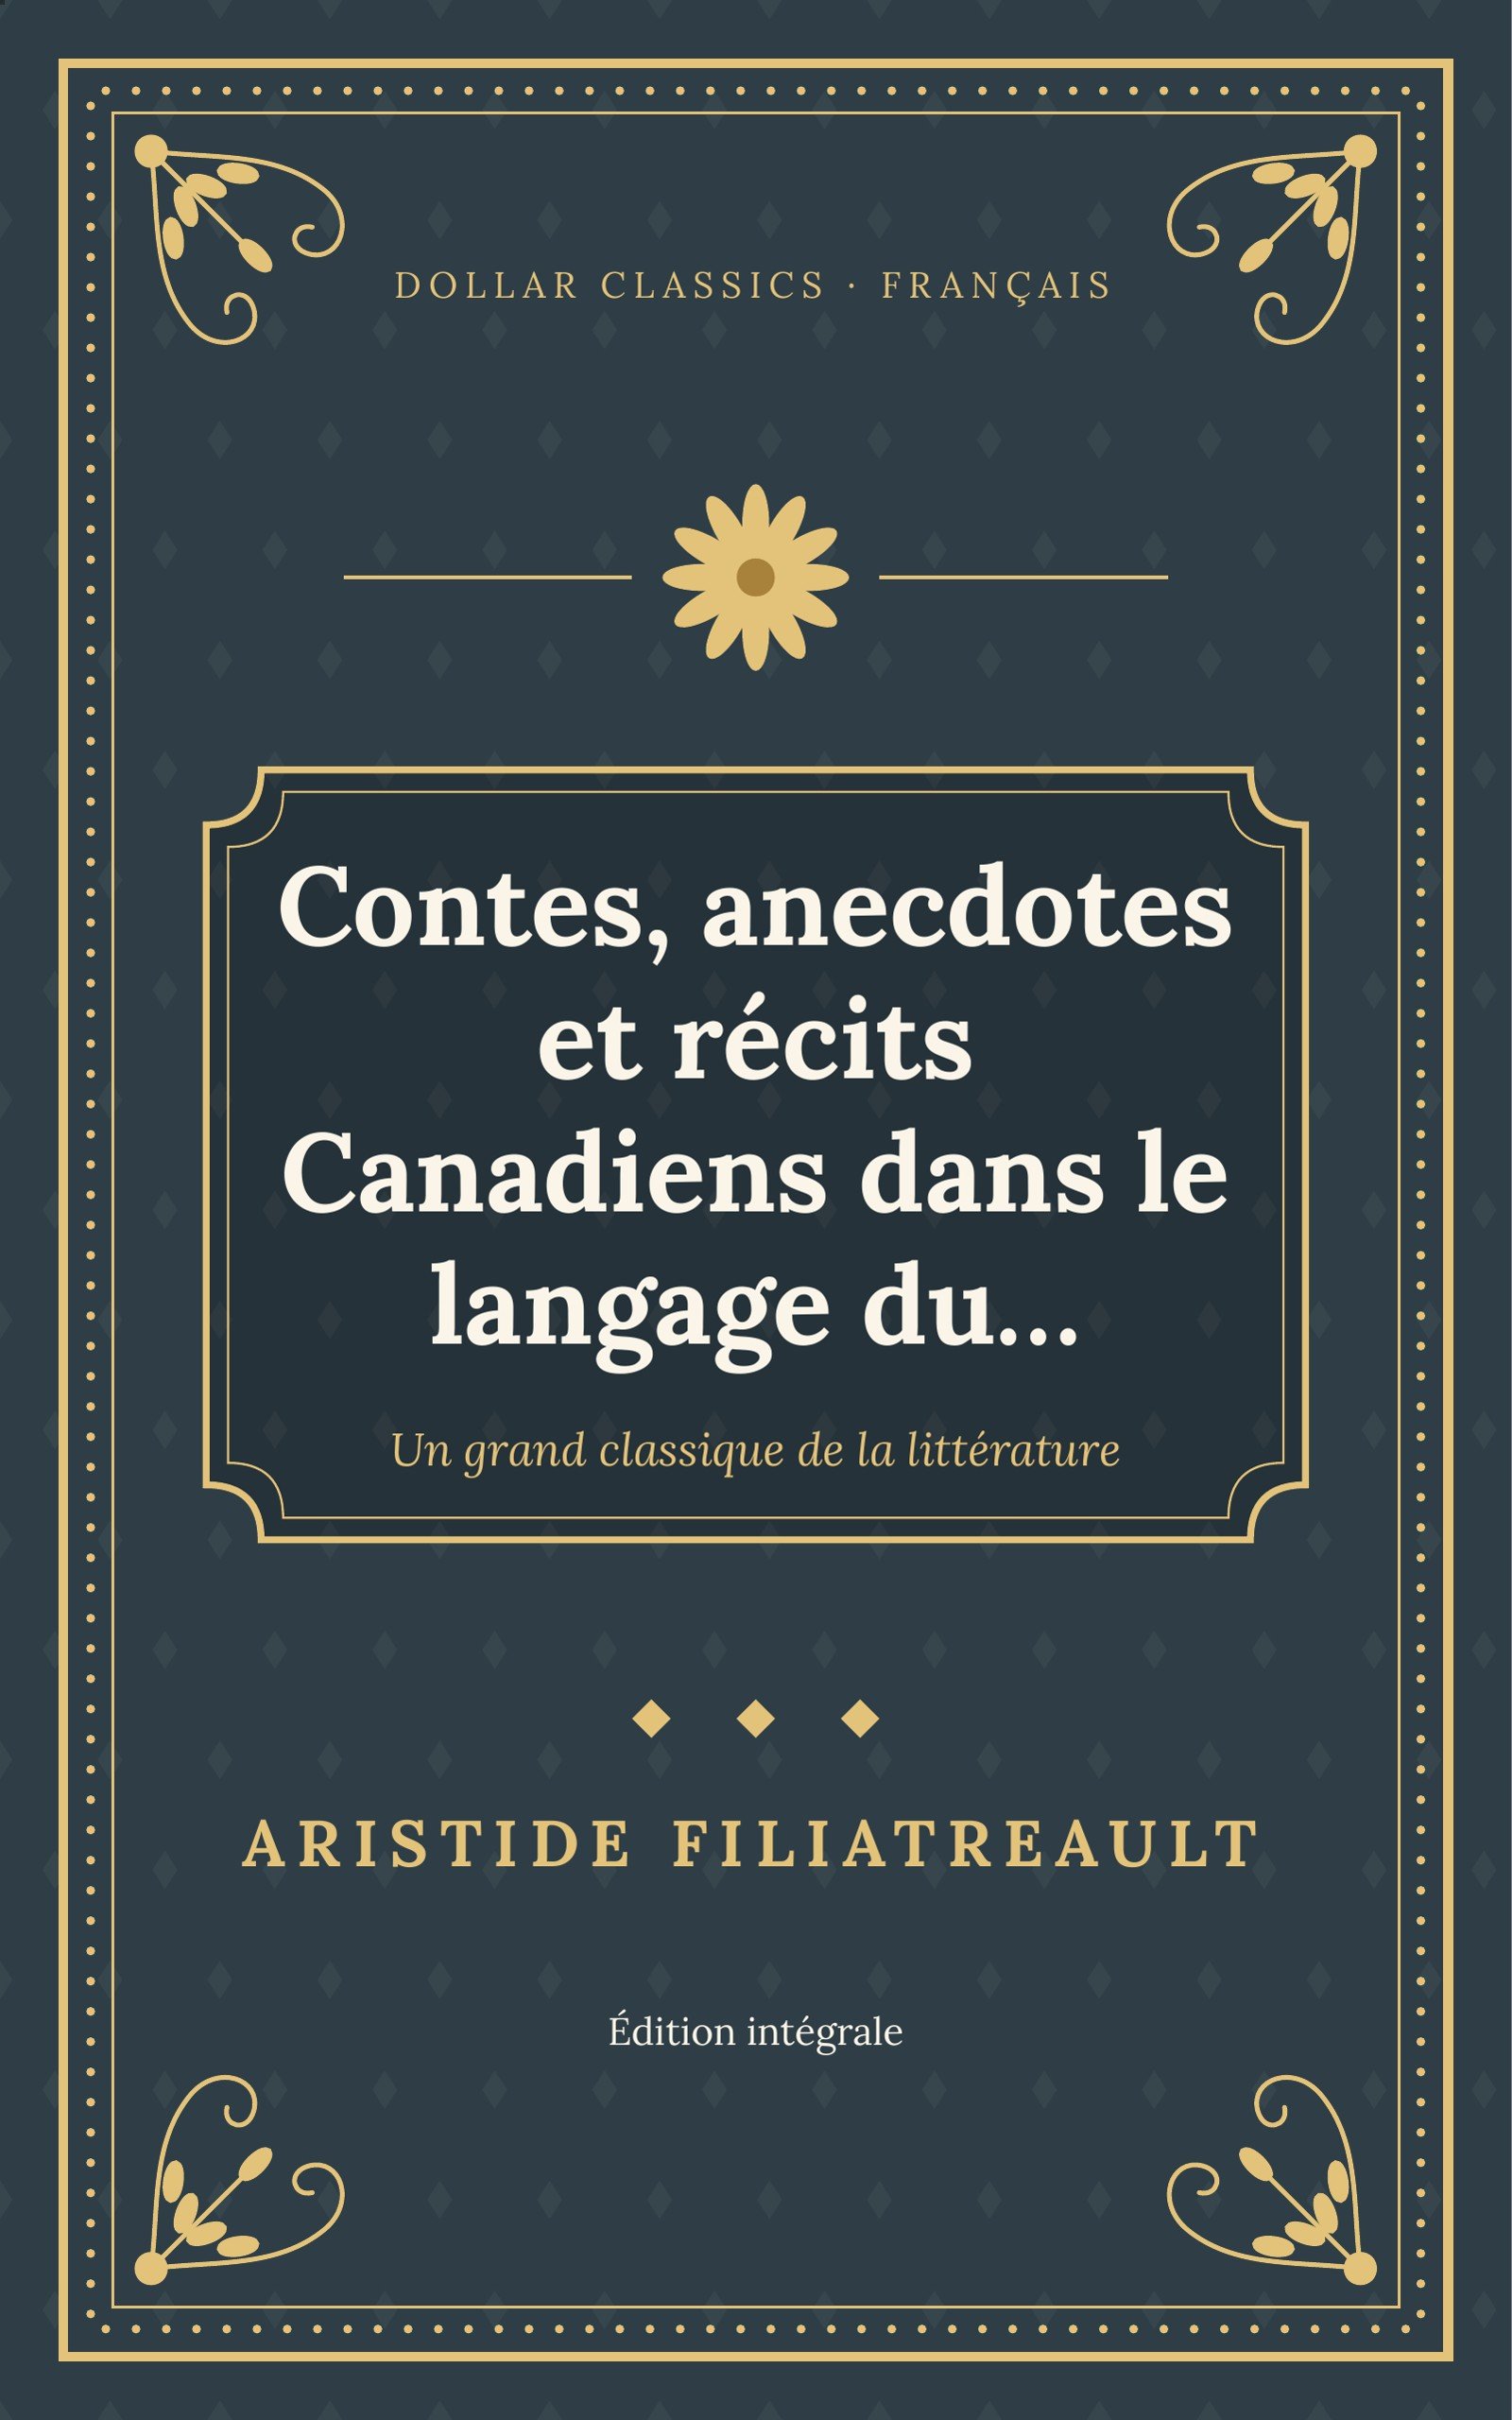 DOLLAR CLASSICS · FRANÇAIS
Contes, anecdotes
et récits
Canadiens dans le
langage du...
Un grand classique de la littérature
ARISTIDE FILIATREAULT
Édition intégrale